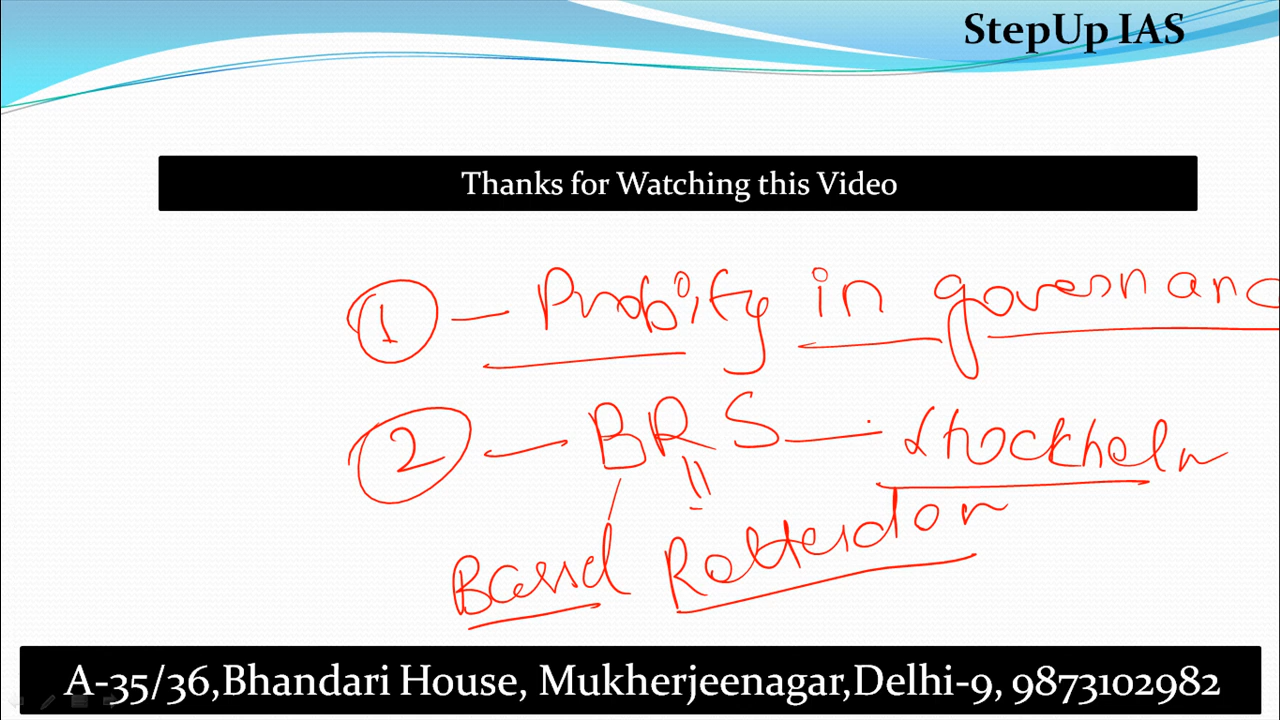 StepUp IAS
Thanks for Watching this Video
1 - Probity in governanc
2 - BRS - Stockholm
Rotterdam
A-35/36,Bhandari House, Mukherjeenagar,Delhi-9, 9873102982